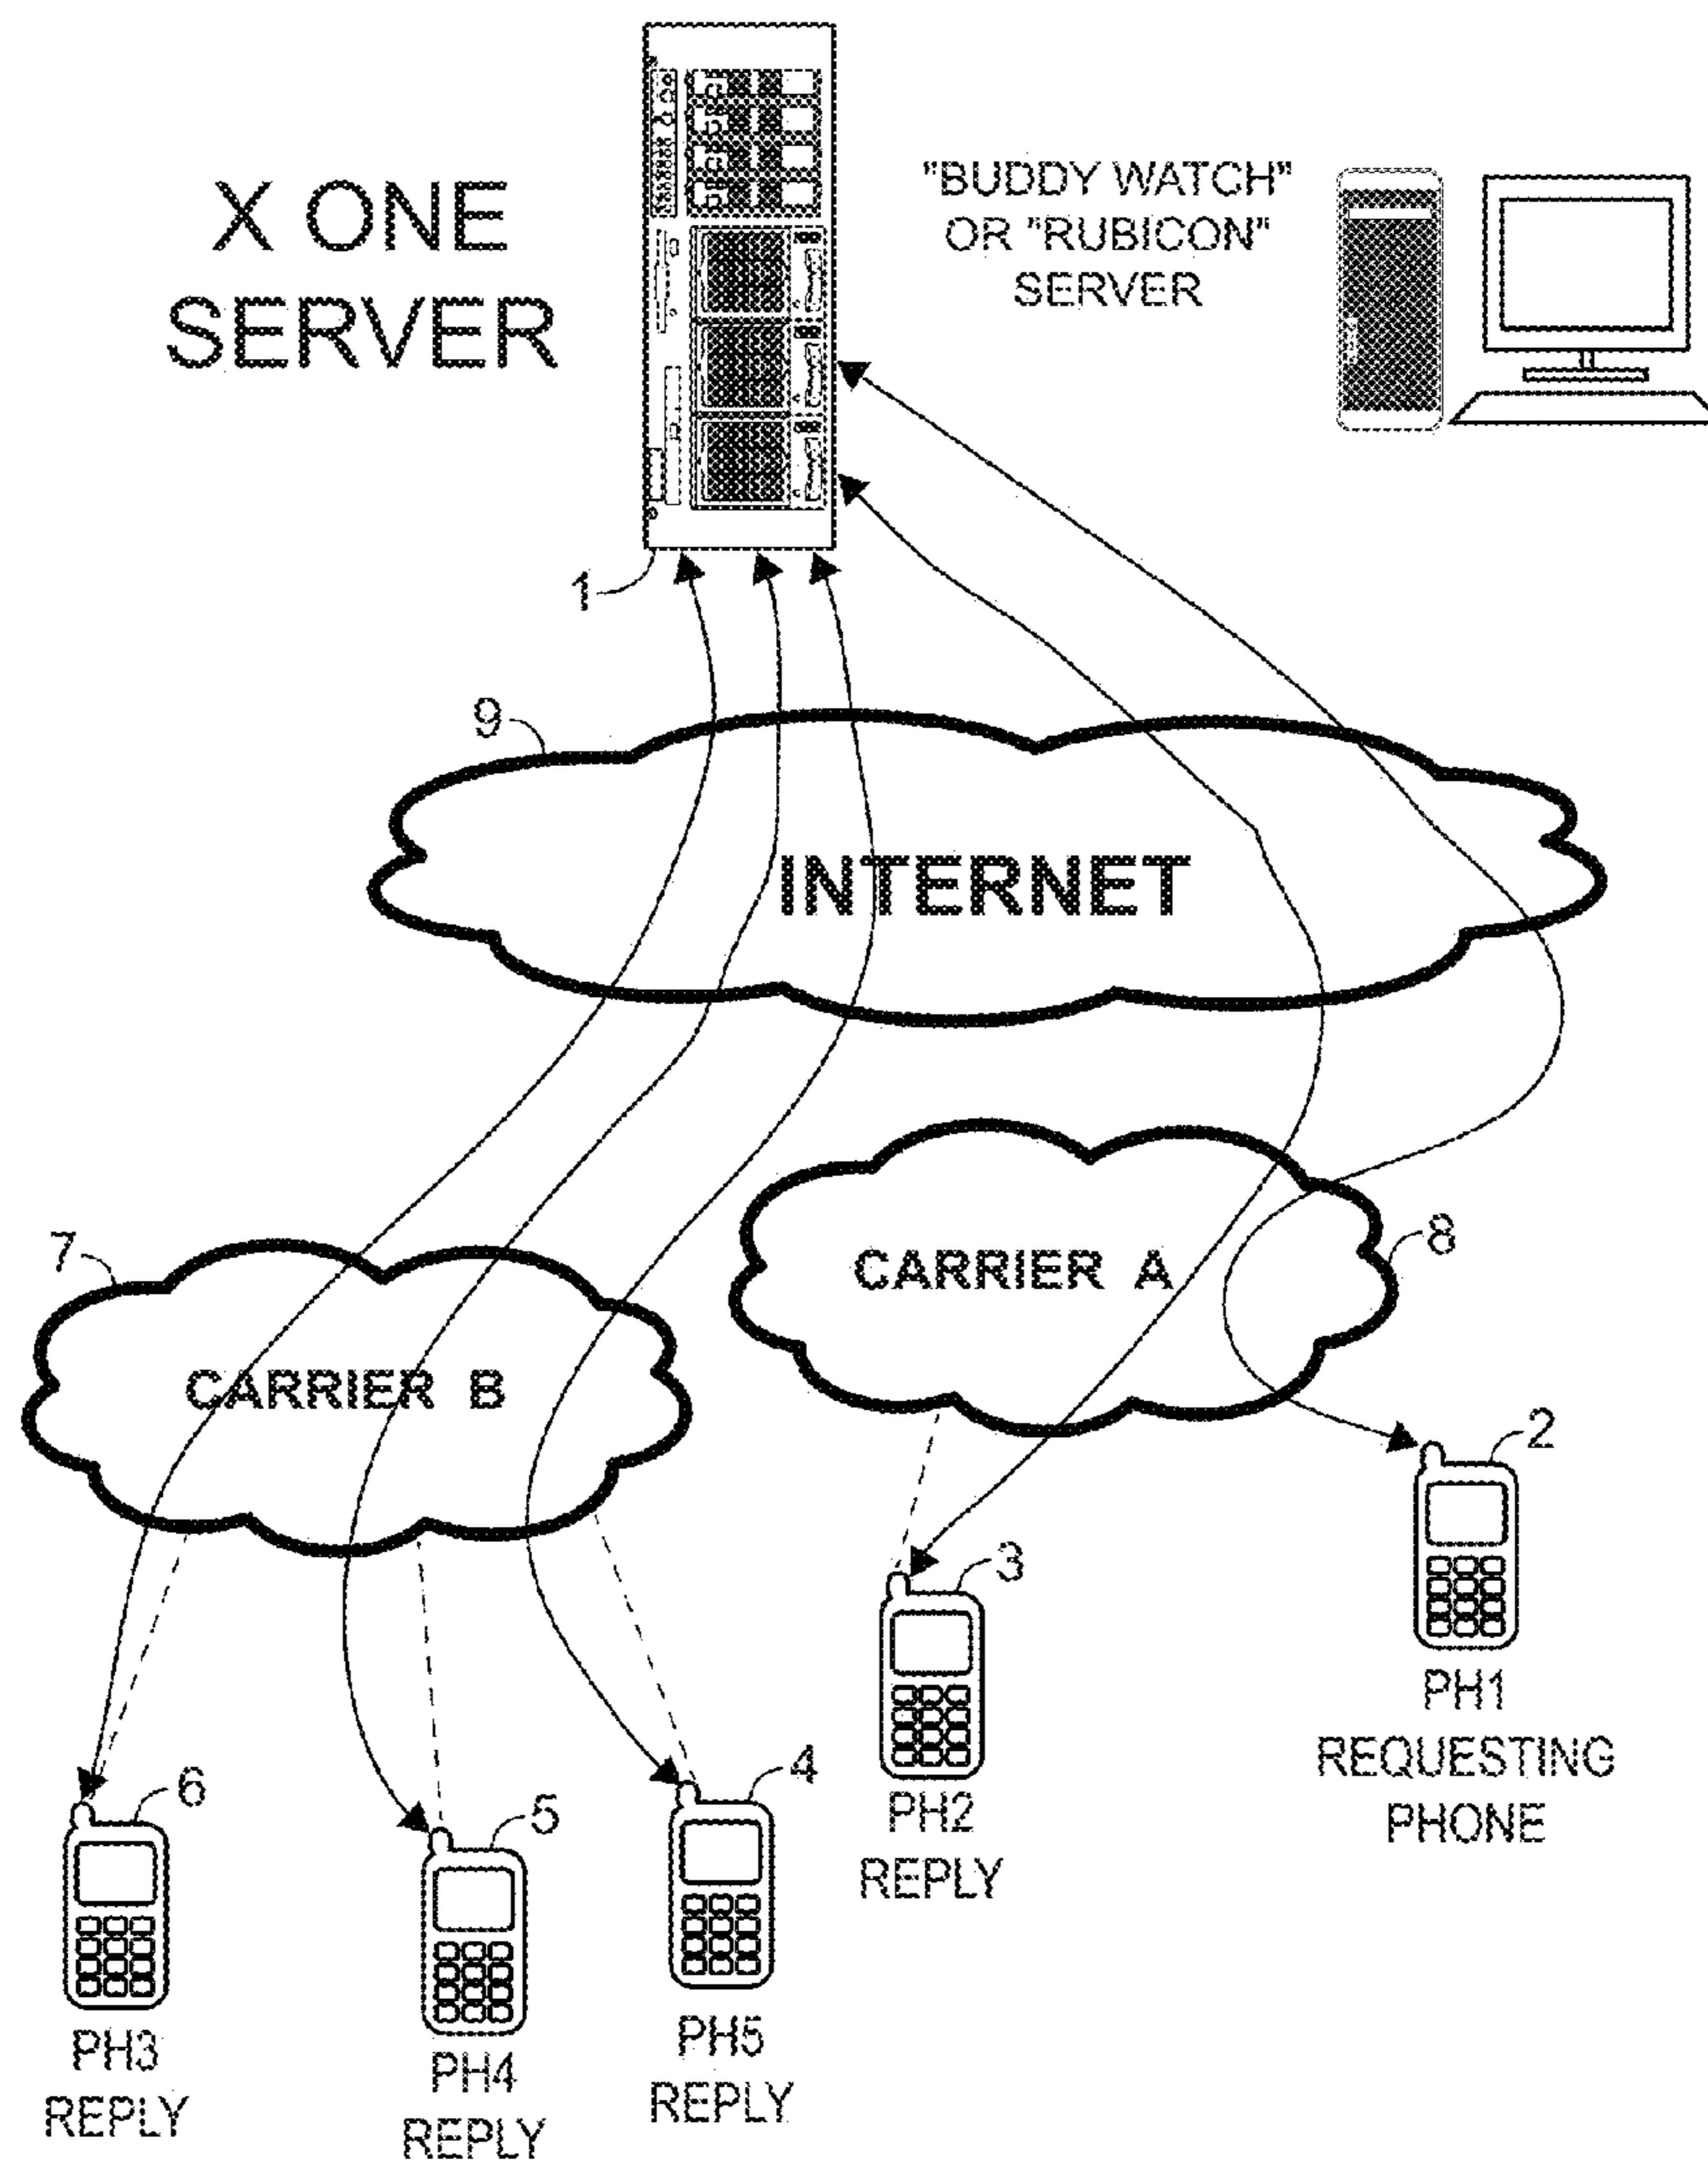 X ONE
SERVER
"BUDDY WATCH"
OR "RUBICON"
SERVER
1
9
INTERNET
7
CARRIER B
CARRIER A
8
2
PH1
REQUESTING
PHONE
3
PH2
REPLY
6
PH3
REPLY
5
PH4
REPLY
4
PH5
REPLY